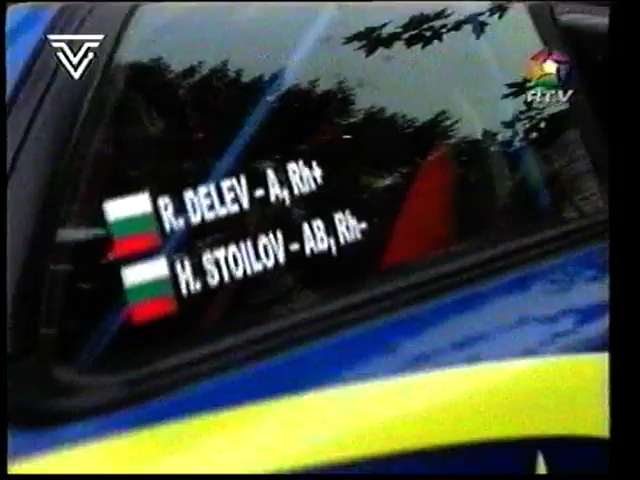 RTV
R. DELEV - A, Rh+
H. STOILOV - AB, Rh-